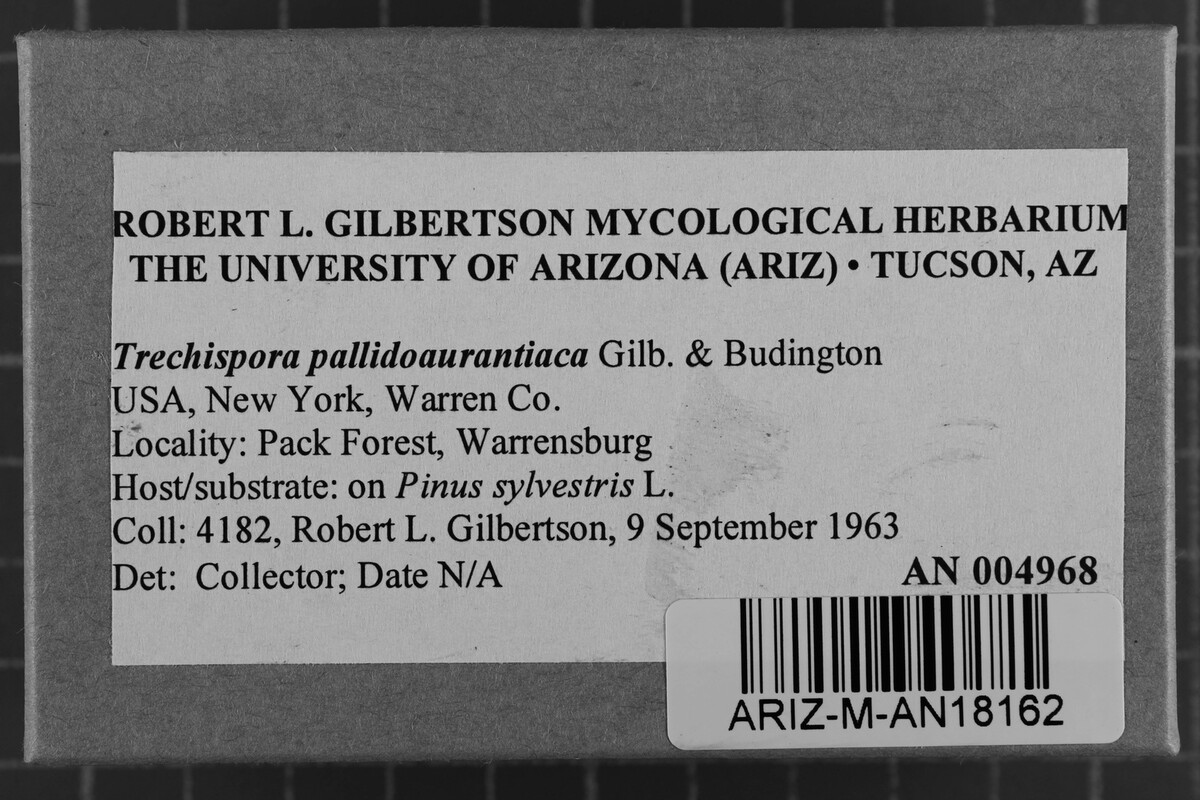 ROBERT L. GILBERTSON MYCOLOGICAL HERBARIUM
THE UNIVERSITY OF ARIZONA (ARIZ) • TUCSON, AZ
Trechispora pallidoaurantiaca Gilb. & Budington
USA, New York, Warren Co.
Locality: Pack Forest, Warrensburg
Host/substrate: on Pinus sylvestris L.
Coll: 4182, Robert L. Gilbertson, 9 September 1963
Det: Collector; Date N/A
AN 004968
ARIZ-M-AN18162